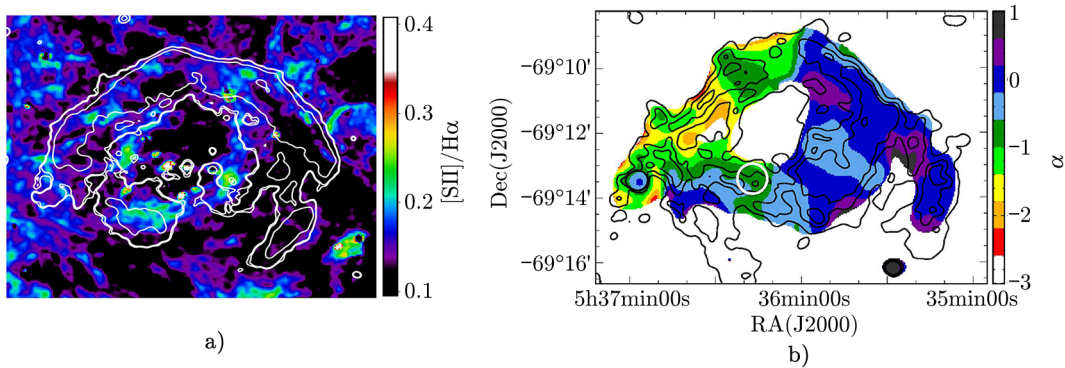 0.4
0.3
0.2
0.1
[SII]/Hα
a)
−69°10'
−69°12'
−69°14'
−69°16'
Dec(J2000)
5h37min00s
36min00s
35min00s
RA(J2000)
b)
1
0
−1
−2
−3
α